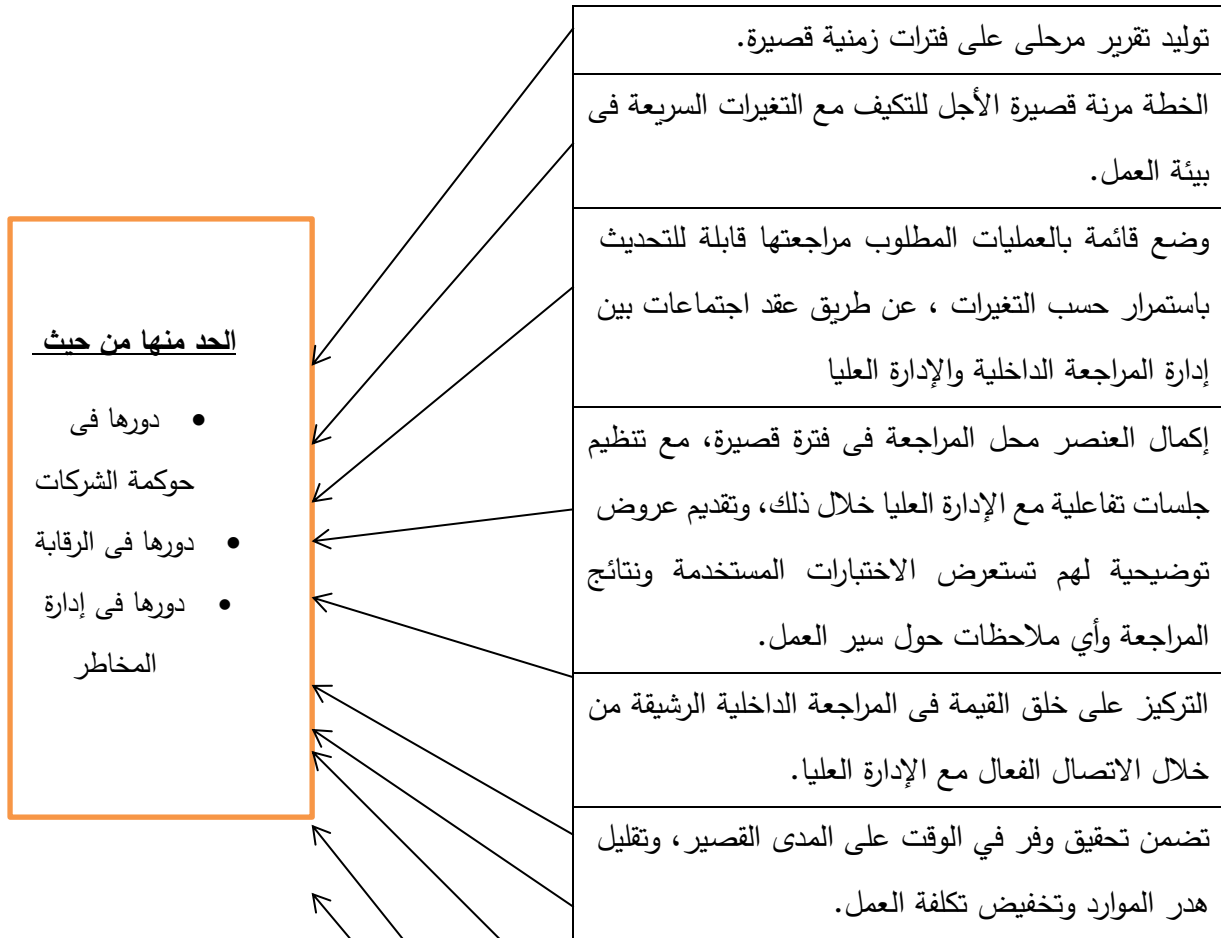 توليد تقرير مرحلى على فترات زمنية قصيرة.
الخطة مرنة قصيرة الأجل للتكيف مع التغيرات السريعة فى
بيئة العمل.
وضع قائمة بالعمليات المطلوب مراجعتها قابلة للتحديث
باستمرار حسب التغيرات ، عن طريق عقد اجتماعات بين
إدارة المراجعة الداخلية والإدارة العليا
إكمال العنصر محل المراجعة فى فترة قصيرة، مع تنظيم
جلسات تفاعلية مع الإدارة العليا خلال ذلك، وتقديم عروض
توضيحية لهم تستعرض الاختبارات المستخدمة ونتائج
المراجعة وأي ملاحظات حول سير العمل.
التركيز على خلق القيمة فى المراجعة الداخلية الرشيقة من
خلال الاتصال الفعال مع الإدارة العليا.
تضمن تحقيق وفر في الوقت على المدى القصير، وتقليل
هدر الموارد وتخفيض تكلفة العمل.
الحد منها من حيث
• دورها فى
حوكمة الشركات
• دورها فى الرقابة
• دورها فى إدارة
المخاطر